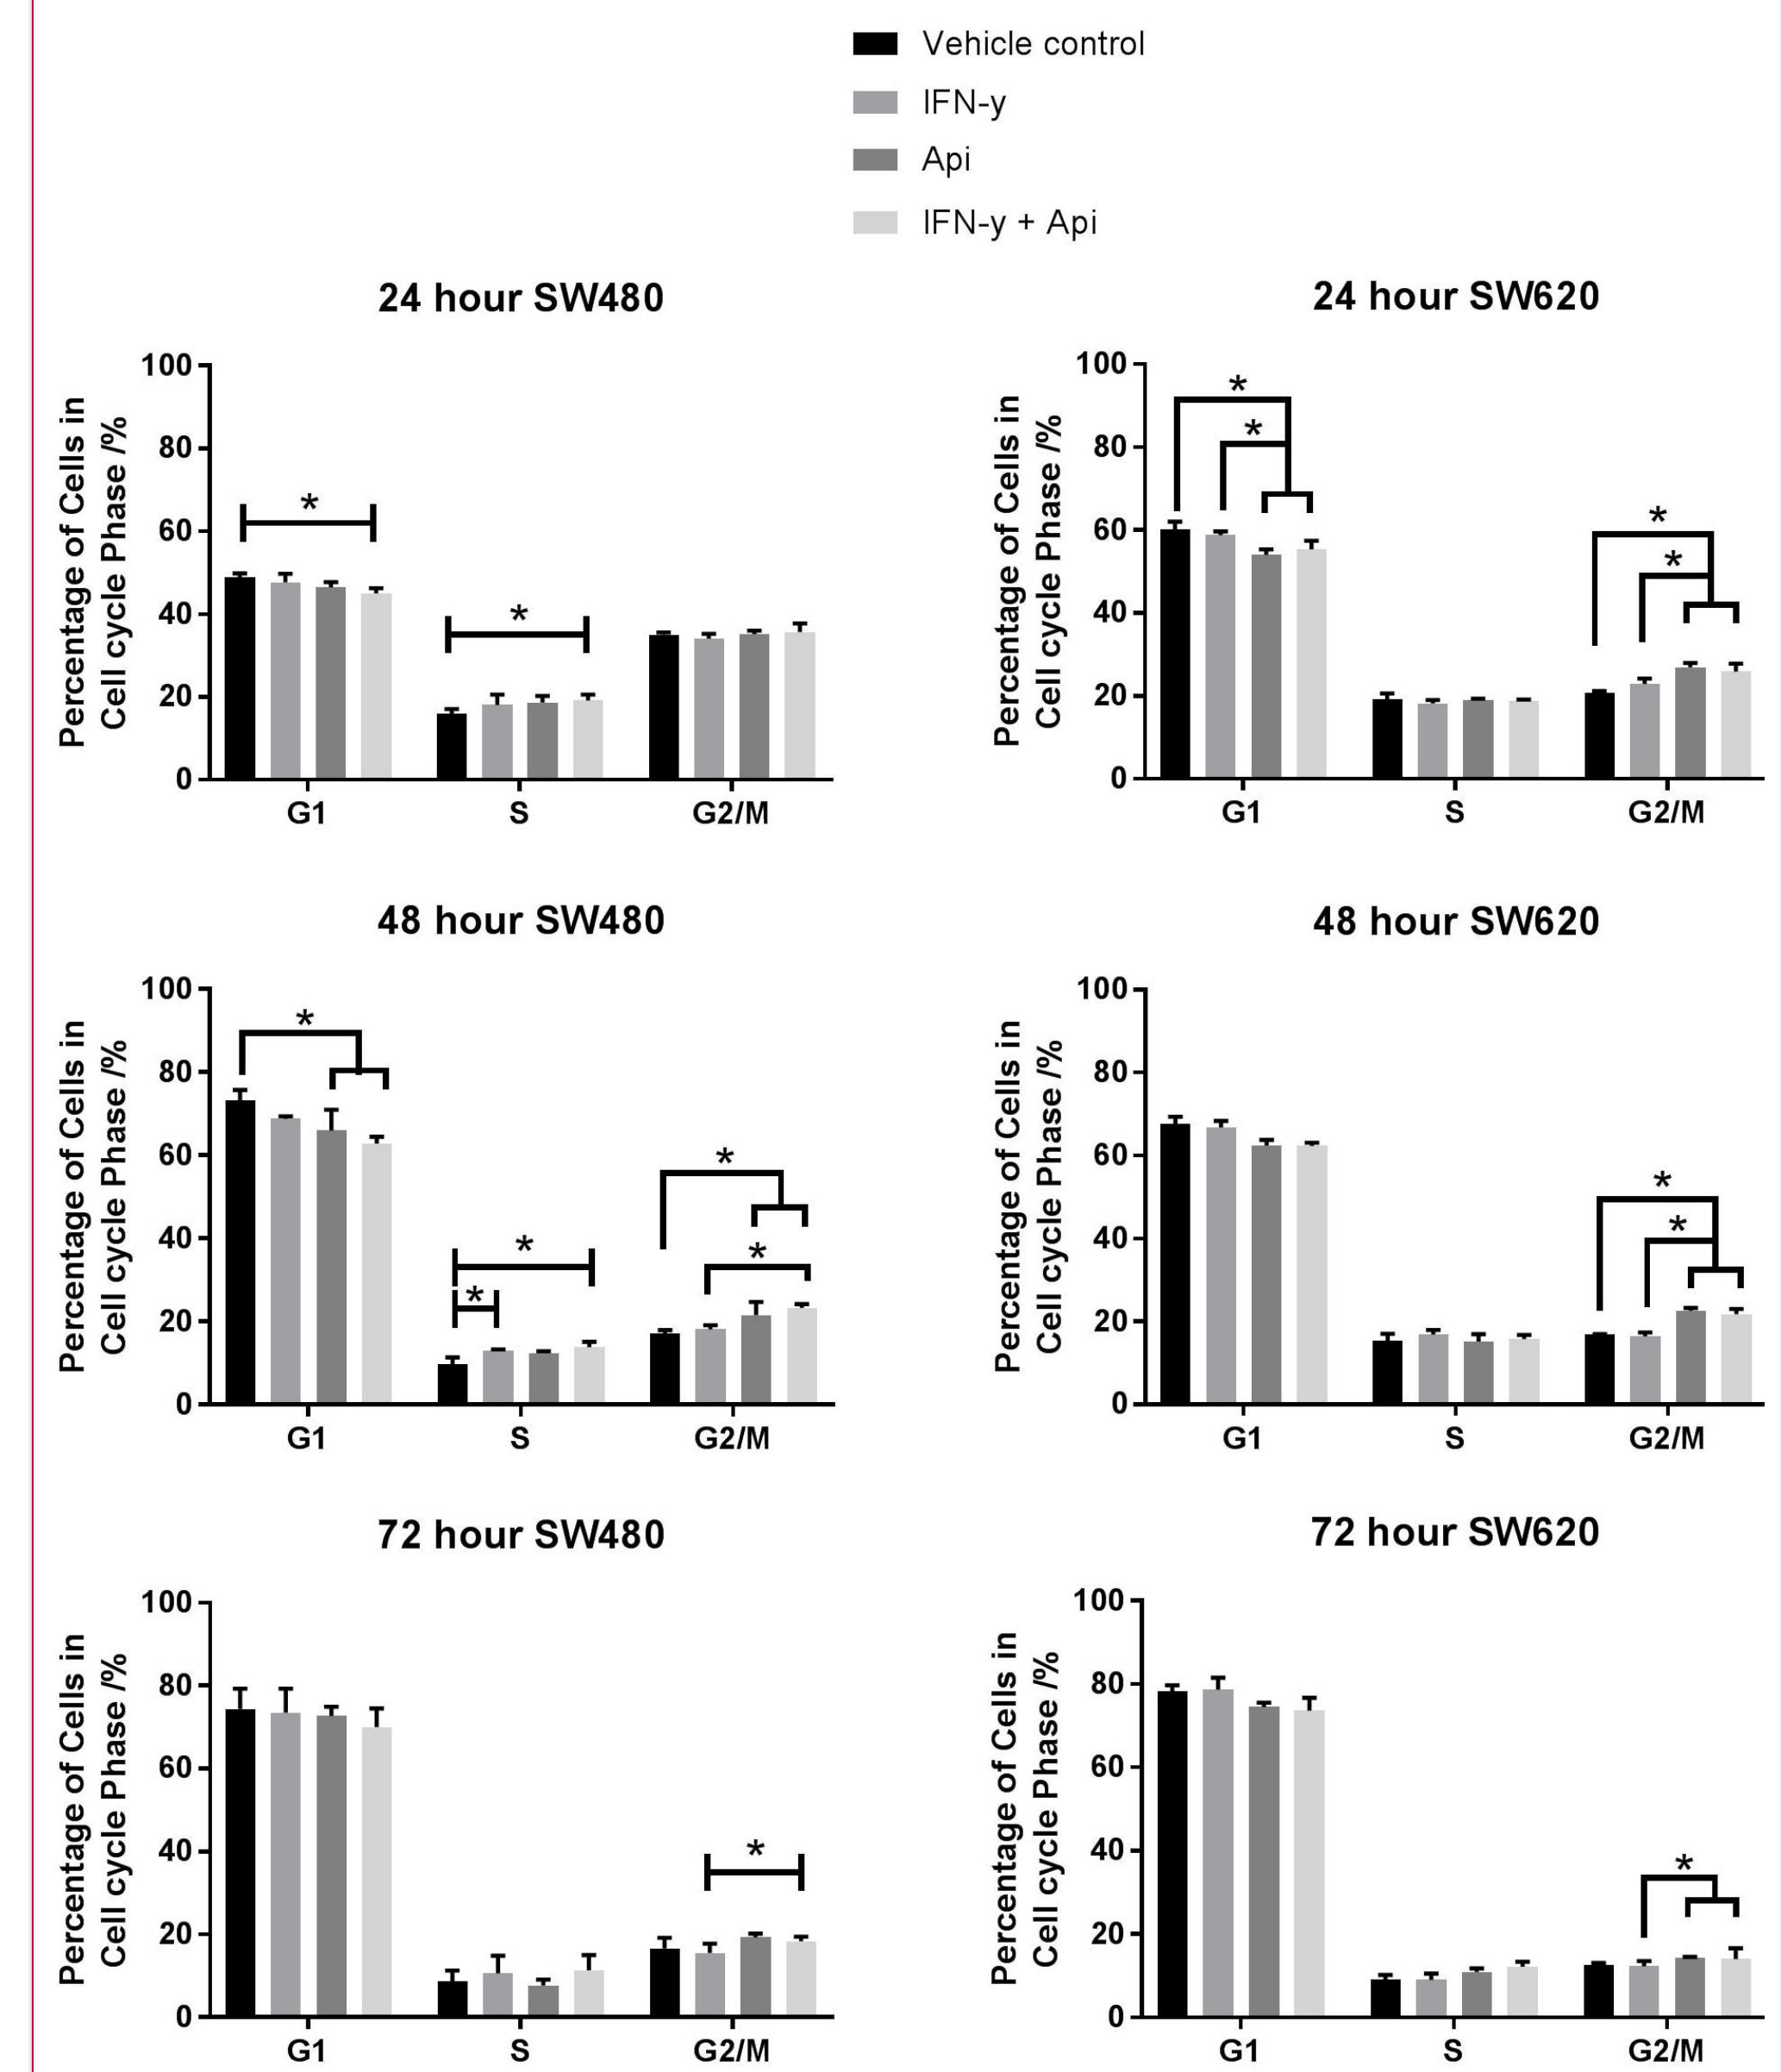 Vehicle control
IFN-y
Api
IFN-y + Api
24 hour SW480
Percentage of Cells in
Cell cycle Phase /%
100
80
60
40
20
0
*
*
G1
S
G2/M
24 hour SW620
Percentage of Cells in
Cell cycle Phase /%
100
80
60
40
20
0
*
*
*
*
G1
S
G2/M
48 hour SW480
Percentage of Cells in
Cell cycle Phase /%
100
80
60
40
20
0
*
*
*
*
*
G1
S
G2/M
48 hour SW620
Percentage of Cells in
Cell cycle Phase /%
100
80
60
40
20
0
*
*
G1
S
G2/M
72 hour SW480
Percentage of Cells in
Cell cycle Phase /%
100
80
60
40
20
0
*
G1
S
G2/M
72 hour SW620
Percentage of Cells in
Cell cycle Phase /%
100
80
60
40
20
0
*
G1
S
G2/M